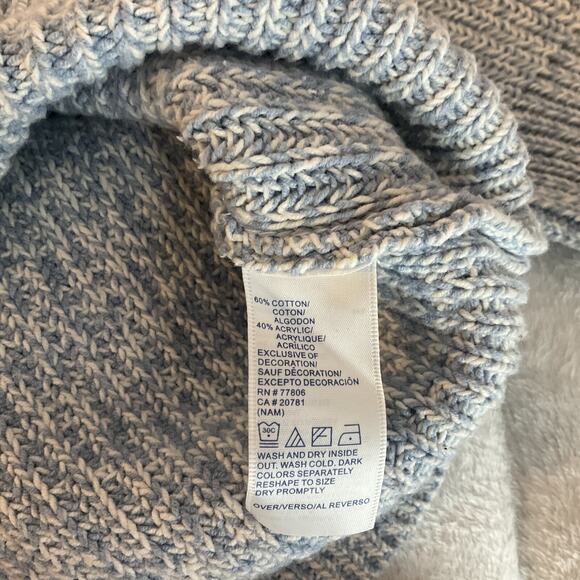 60% COTTON/
COTON/
ALGODON
40% ACRYLIC/
ACRYLIQUE/
ACRILICO
EXCLUSIVE OF
DECORATION/
SAUF DÉCORATION/
EXCEPTO DECORACIÓN
RN # 77806
CA # 20781
(NAM)
30C
WASH AND DRY INSIDE
OUT. WASH COLD. DARK
COLORS SEPARATELY
RESHAPE TO SIZE
DRY PROMPTLY
OVER/VERSO/AL REVERSO